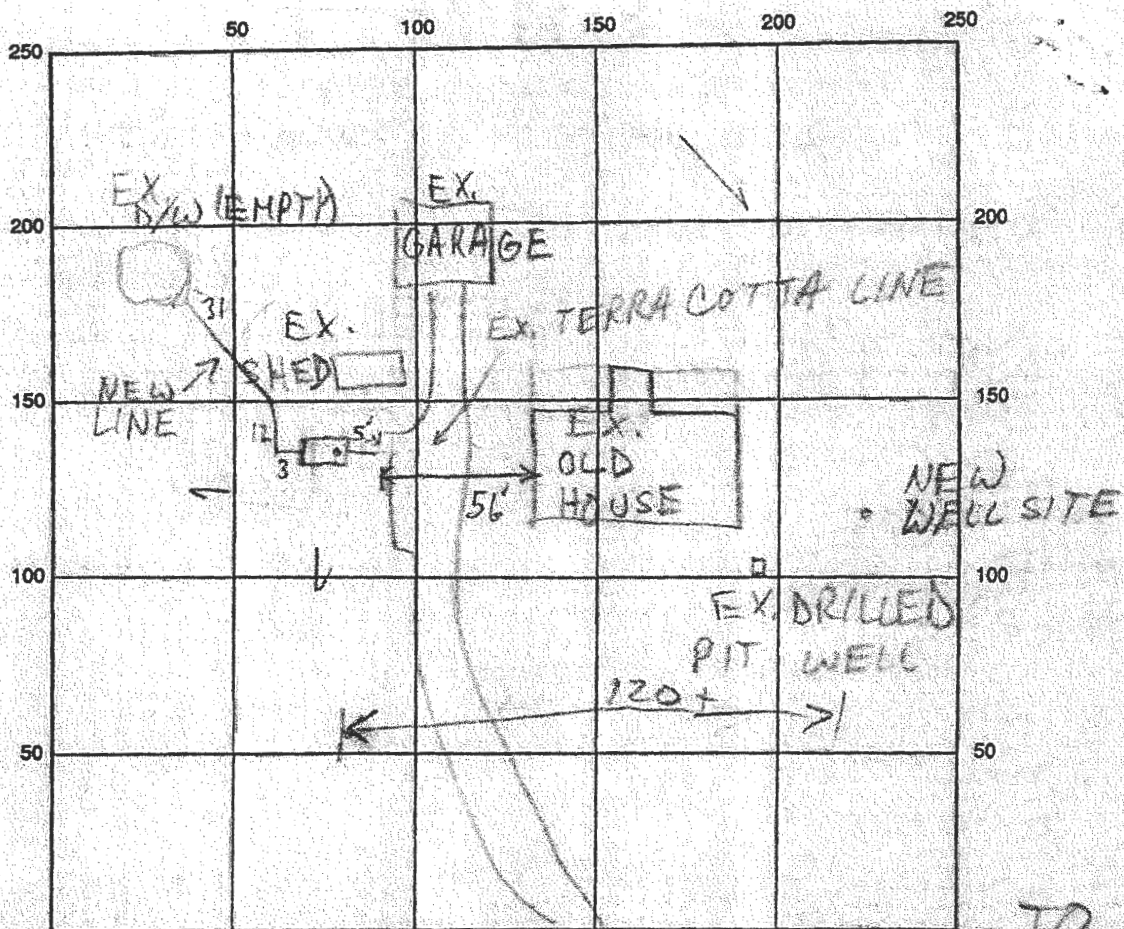 50 100 150 200 250
250
EX. D/W (EMPTY)
EX.
GARAGE
200 200
31
EX.
SHED
EX. TERRA COTTA LINE
NEW
LINE
150 150
12
3
5'
56'
EX.
OLD
HOUSE
NEW
WELL SITE
100 100
EX. DRILLED
PIT WELL
120 +
50 50
TO